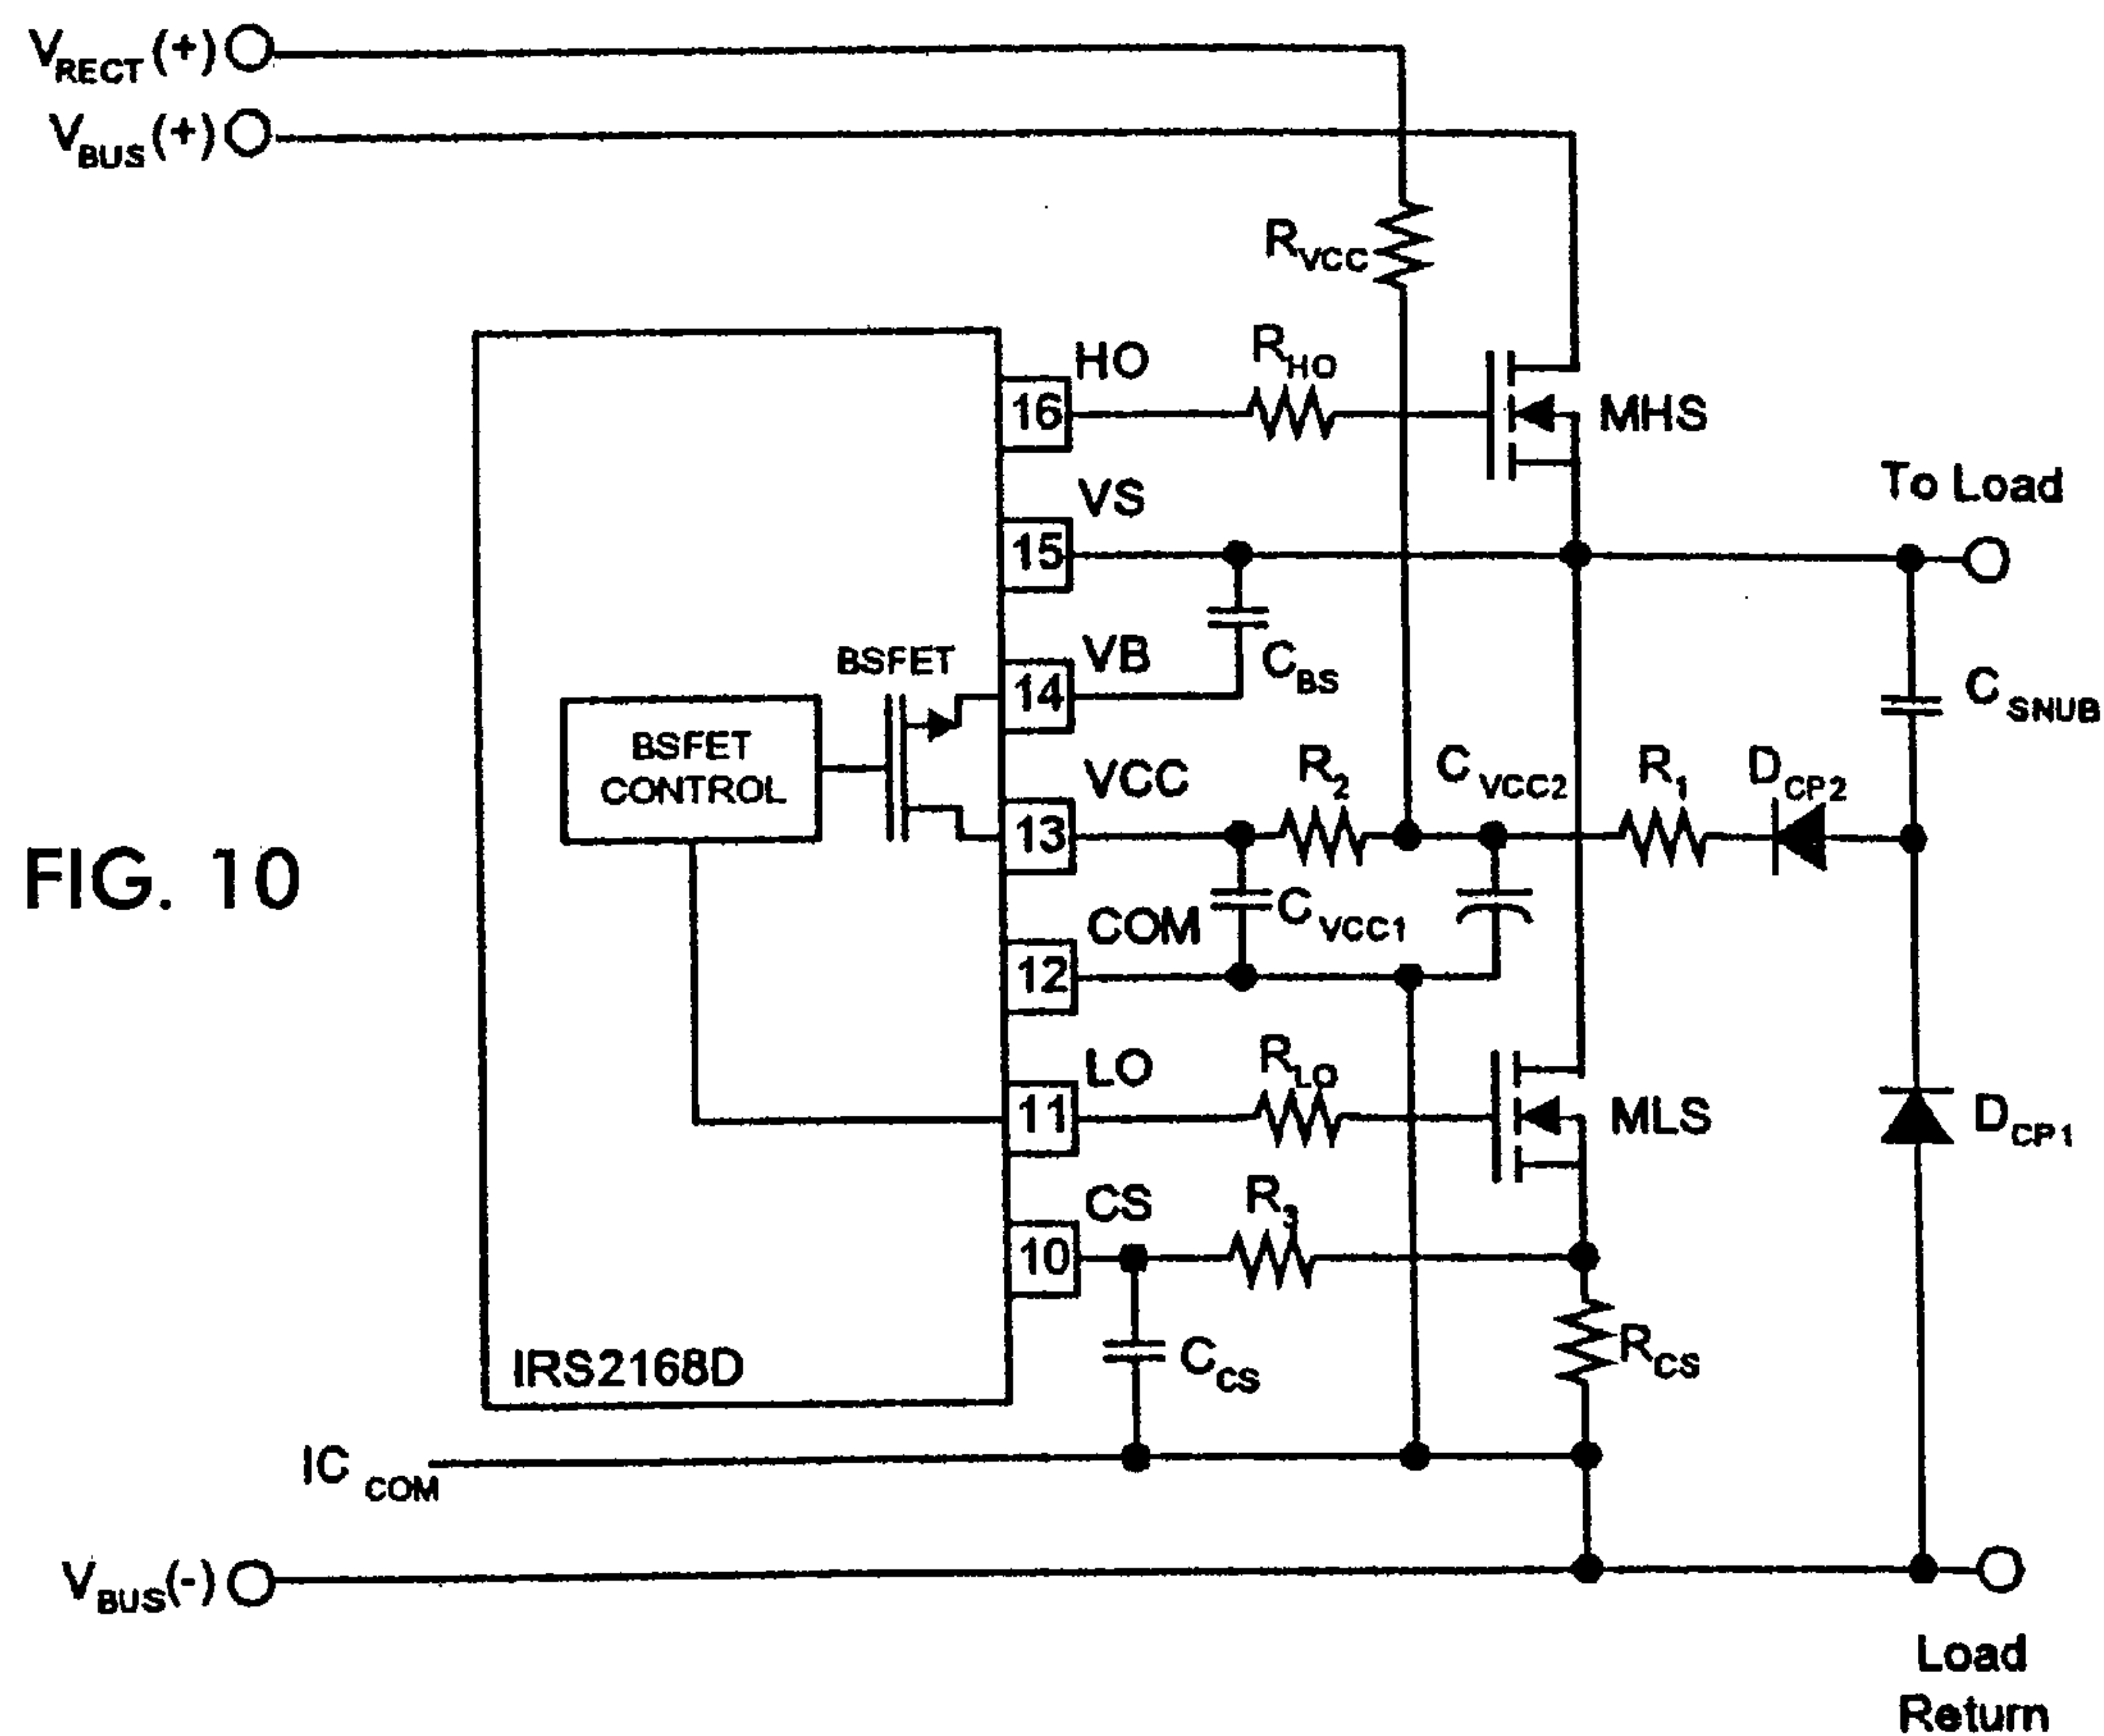 VRECT (+)
VBUS (+)
RVCC
HO
RHO
16
MHS
VS
To Load
15
BSFET
VB
CBS
14
CSNUB
BSFET
CONTROL
VCC
R2
CVCC2
R1
DCP2
13
FIG. 10
COM
CVCC1
12
LO
RLO
11
MLS
DCP1
CS
R3
10
RCS
CCS
IRS2168D
IC COM
VBUS(-)
Load
Return